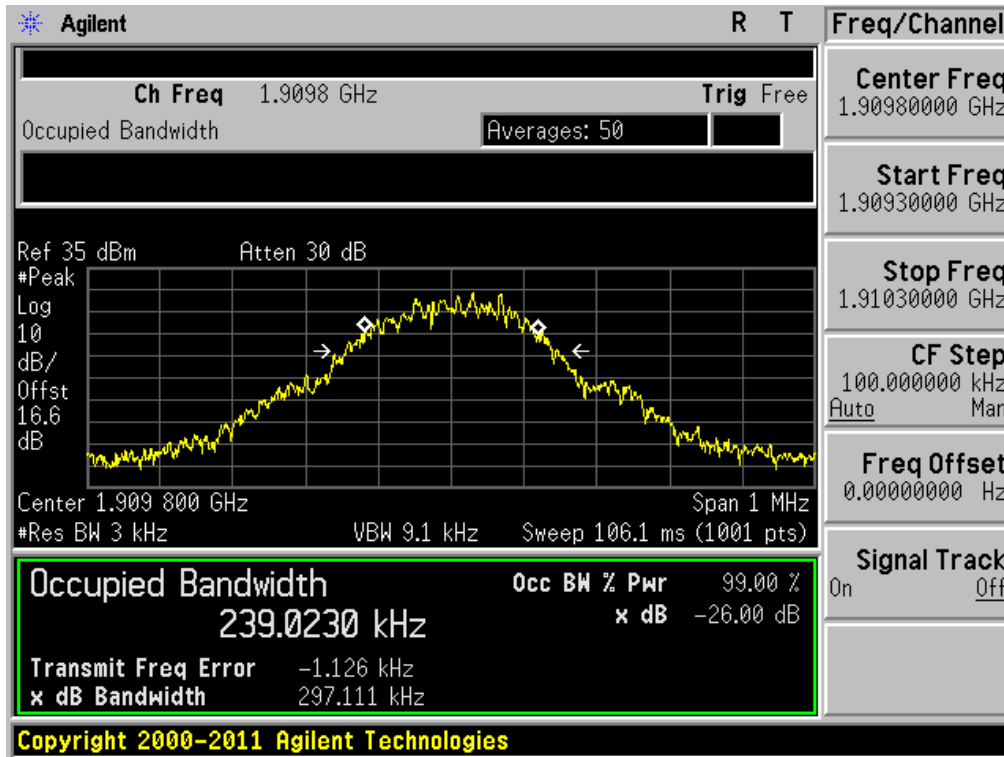 Agilent R T
Freq/Channel
Ch Freq 1.9098 GHz Trig Free
Occupied Bandwidth Averages: 50
Ref 35 dBm Atten 30 dB
#Peak
Log
10
dB/
Offst
16.6
dB
Center 1.909 800 GHz Span 1 MHz
#Res BW 3 kHz VBW 9.1 kHz Sweep 106.1 ms (1001 pts)
Occupied Bandwidth Occ BW % Pwr 99.00 %
239.0230 kHz x dB -26.00 dB
Transmit Freq Error -1.126 kHz
x dB Bandwidth 297.111 kHz
Copyright 2000-2011 Agilent Technologies
Center Freq
1.90980000 GHz
Start Freq
1.90930000 GHz
Stop Freq
1.91030000 GHz
CF Step
100.000000 kHz
Auto Man
Freq Offset
0.00000000 Hz
Signal Track
On Off